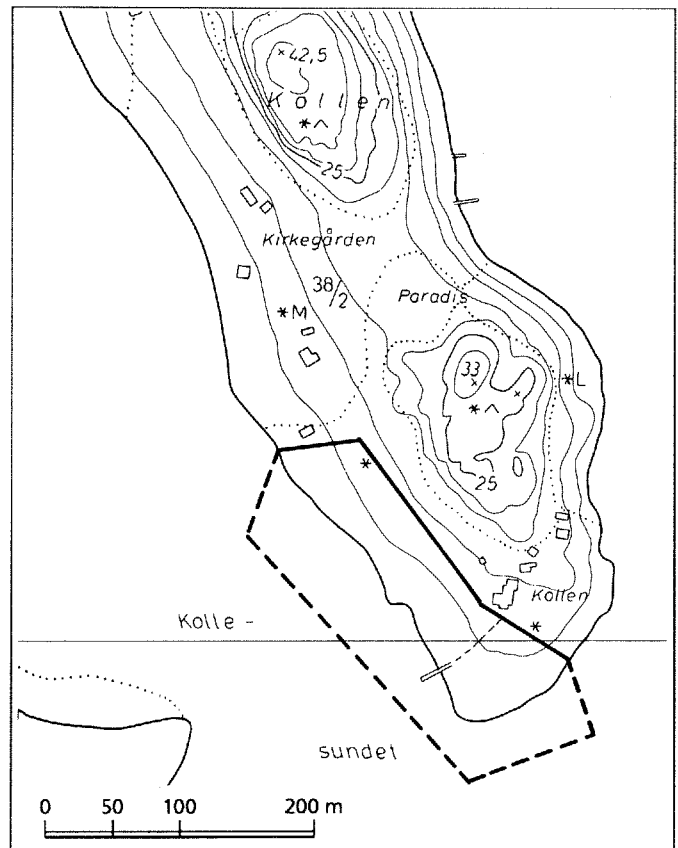 42,5
Kollen
25
Kirkegården
38/2
Paradis
M
33
L
25
Kollen
Kolle-
sundet
0 50 100 200 m